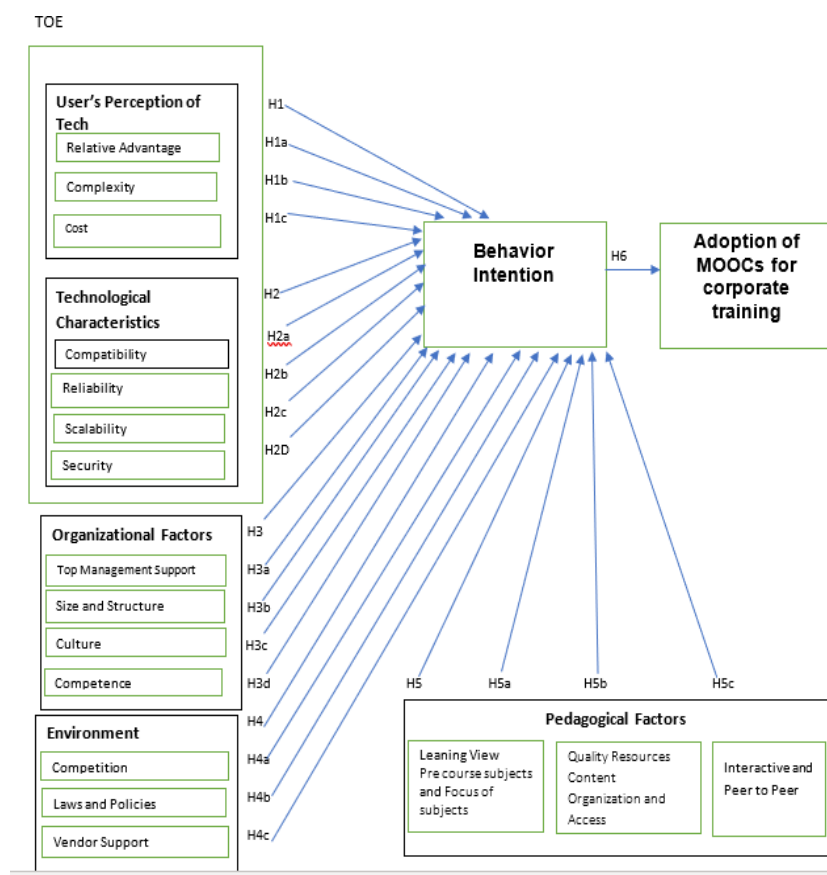 TOE
User's Perception of
Tech
Relative Advantage
Complexity
Cost
H1
H1a
H1b
H1c
Technological
Characteristics
Compatibility
Reliability
Scalability
Security
H2
H2a
H2b
H2c
H2D
Behavior
Intention
H6
Adoption of
MOOCs for
corporate
training
Organizational Factors
Top Management Support
Size and Structure
Culture
Competence
H3
H3a
H3b
H3c
H3d
Environment
Competition
Laws and Policies
Vendor Support
H4
H4a
H4b
H4c
H5
H5a
H5b
H5c
Pedagogical Factors
Leaning View
Pre course subjects
and Focus of
subjects
Quality Resources
Content
Organization and
Access
Interactive and
Peer to Peer